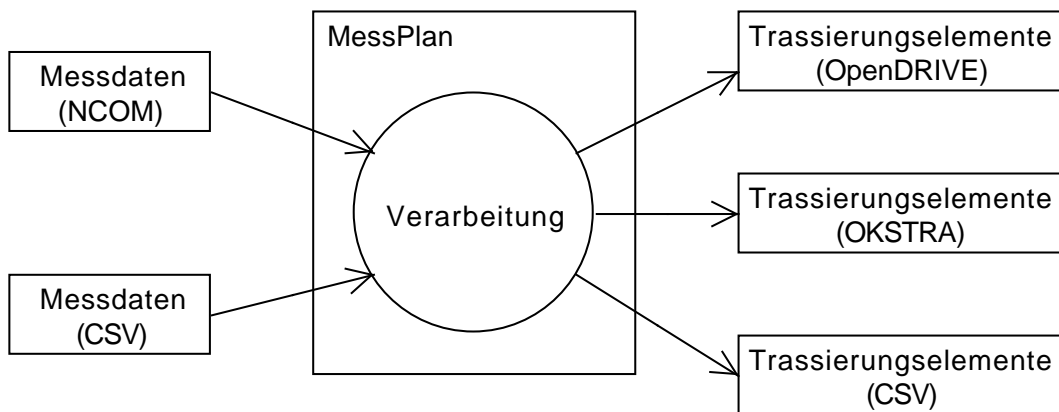 MessPlan
Messdaten
(NCOM)
Messdaten
(CSV)
Verarbeitung
Trassierungselemente
(OpenDRIVE)
Trassierungselemente
(OKSTRA)
Trassierungselemente
(CSV)